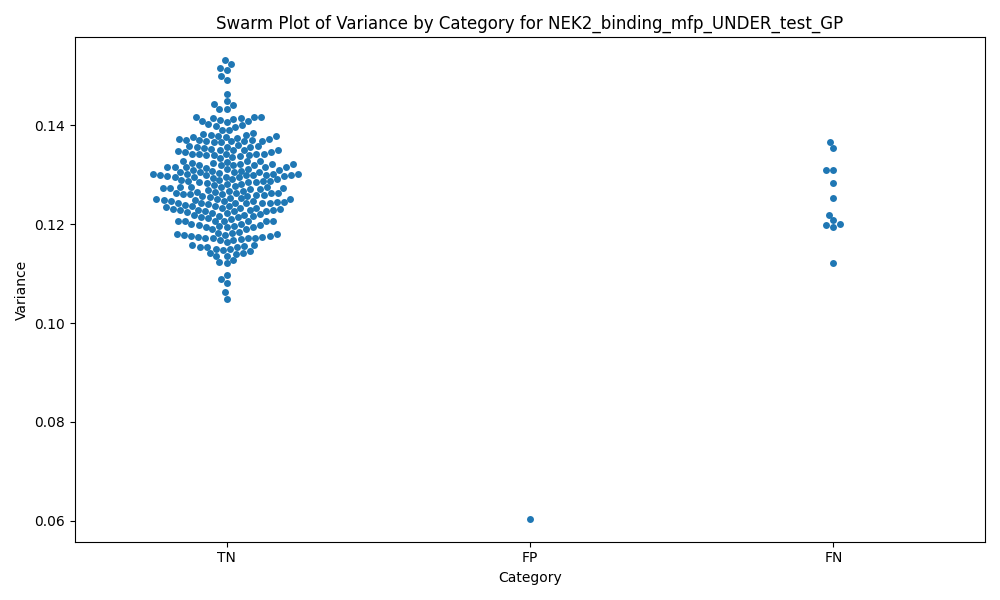 Swarm Plot of Variance by Category for NEK2_binding_mfp_UNDER_test_GP
Variance
0.14
0.12
0.10
0.08
0.06
TN
FP
FN
Category